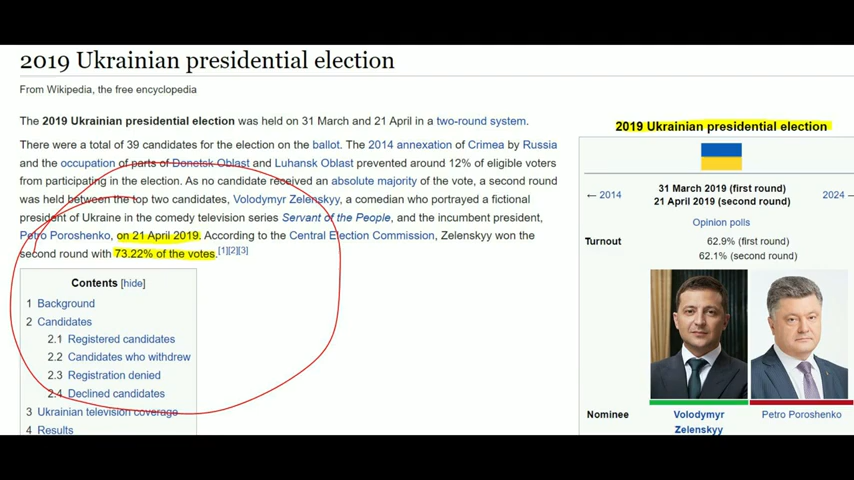 2019 Ukrainian presidential election
From Wikipedia, the free encyclopedia
The 2019 Ukrainian presidential election was held on 31 March and 21 April in a two-round system.
There were a total of 39 candidates for the election on the ballot. The 2014 annexation of Crimea by Russia
and the occupation of parts of Donetsk Oblast and Luhansk Oblast prevented around 12% of eligible voters
from participating in the election. As no candidate received an absolute majority of the vote, a second round
was held between the top two candidates, Volodymyr Zelenskyy, a comedian who portrayed a fictional
president of Ukraine in the comedy television series Servant of the People, and the incumbent president,
Petro Poroshenko, on 21 April 2019. According to the Central Election Commission, Zelenskyy won the
second round with 73.22% of the votes.[1][2][3]
Contents [hide]
1 Background
2 Candidates
2.1 Registered candidates
2.2 Candidates who withdrew
2.3 Registration denied
2.4 Declined candidates
3 Ukrainian television coverage
4 Results
2019 Ukrainian presidential election
← 2014
31 March 2019 (first round)
21 April 2019 (second round)
2024 →
Opinion polls
Turnout
62.9% (first round)
62.1% (second round)
Nominee
Volodymyr
Zelenskyy
Petro Poroshenko